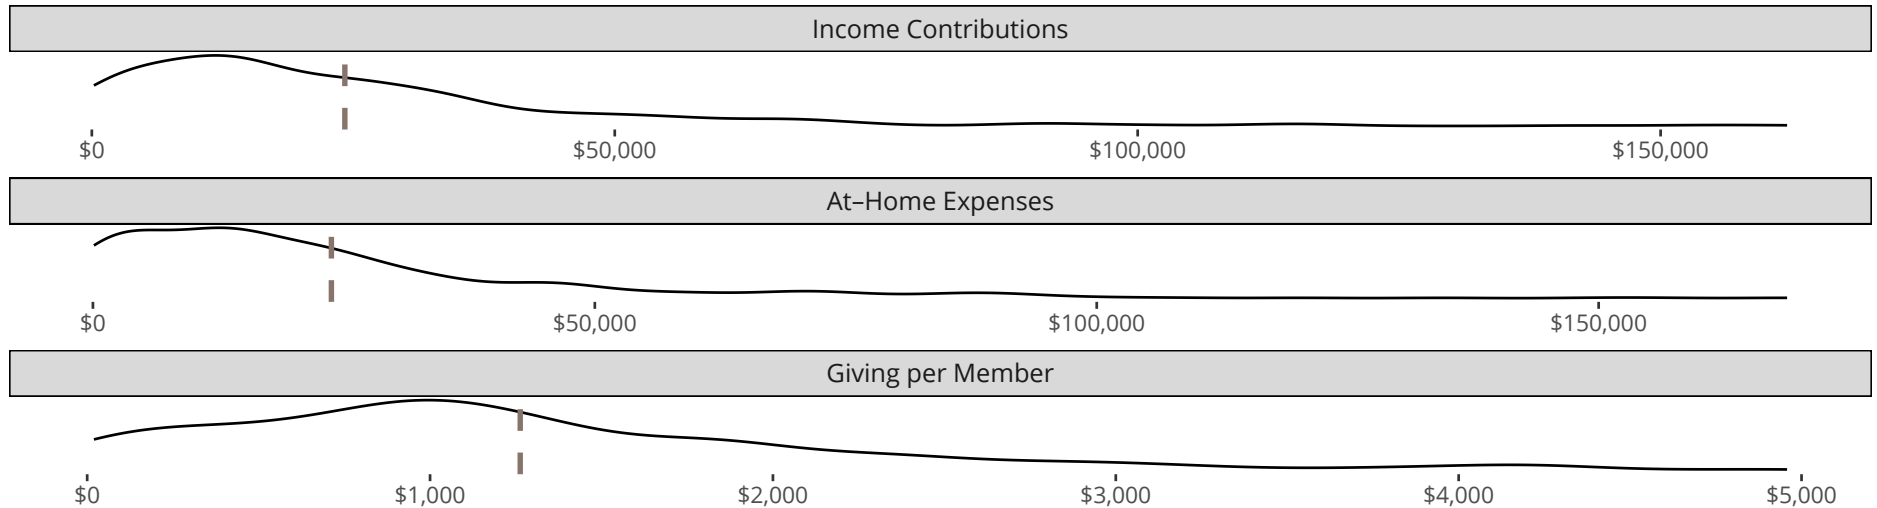 Income Contributions
$0 $50,000 $100,000 $150,000
At–Home Expenses
$0 $50,000 $100,000 $150,000
Giving per Member
$0 $1,000 $2,000 $3,000 $4,000 $5,000